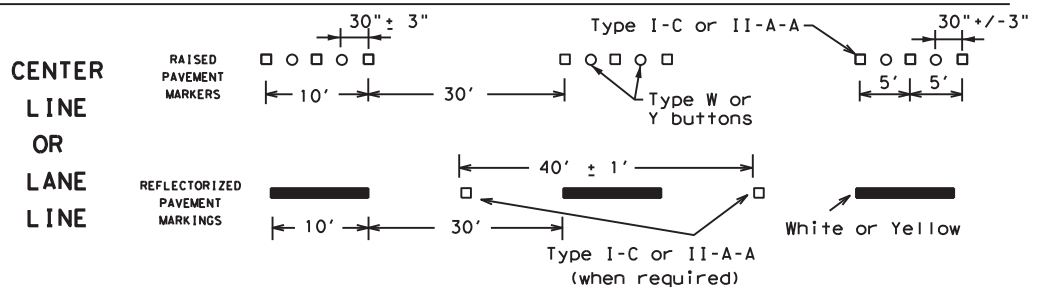 CENTER
LINE
OR
LANE
LINE
RAISED
PAVEMENT
MARKERS
30" ± 3"
10'
30'
Type I-C or II-A-A
Type W or
Y buttons
30"+/-3"
5'
5'
REFLECTORIZED
PAVEMENT
MARKINGS
10'
30'
40' ± 1'
Type I-C or II-A-A
(when required)
White or Yellow